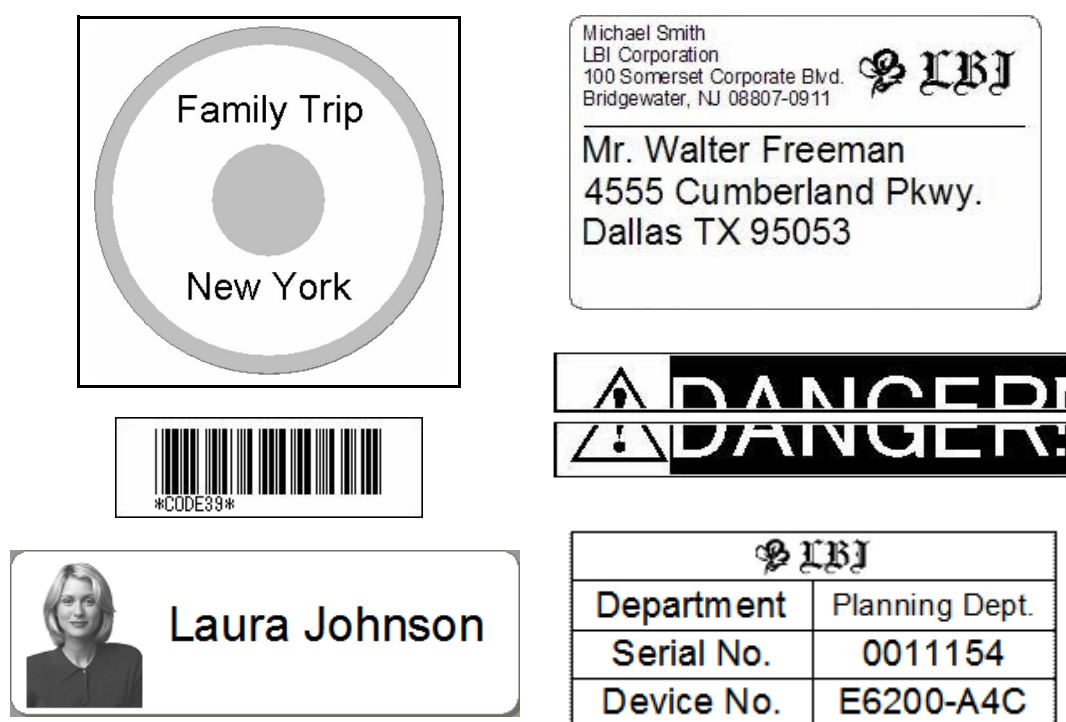 Family Trip
New York
Michael Smith
LBI Corporation
100 Somerset Corporate Blvd.
Bridgewater, NJ 08807-0911
LBI
Mr. Walter Freeman
4555 Cumberland Pkwy.
Dallas TX 95053
*CODE39*
DANGER!
DANGER!
Laura Johnson
LBI
Department Planning Dept.
Serial No. 0011154
Device No. E6200-A4C